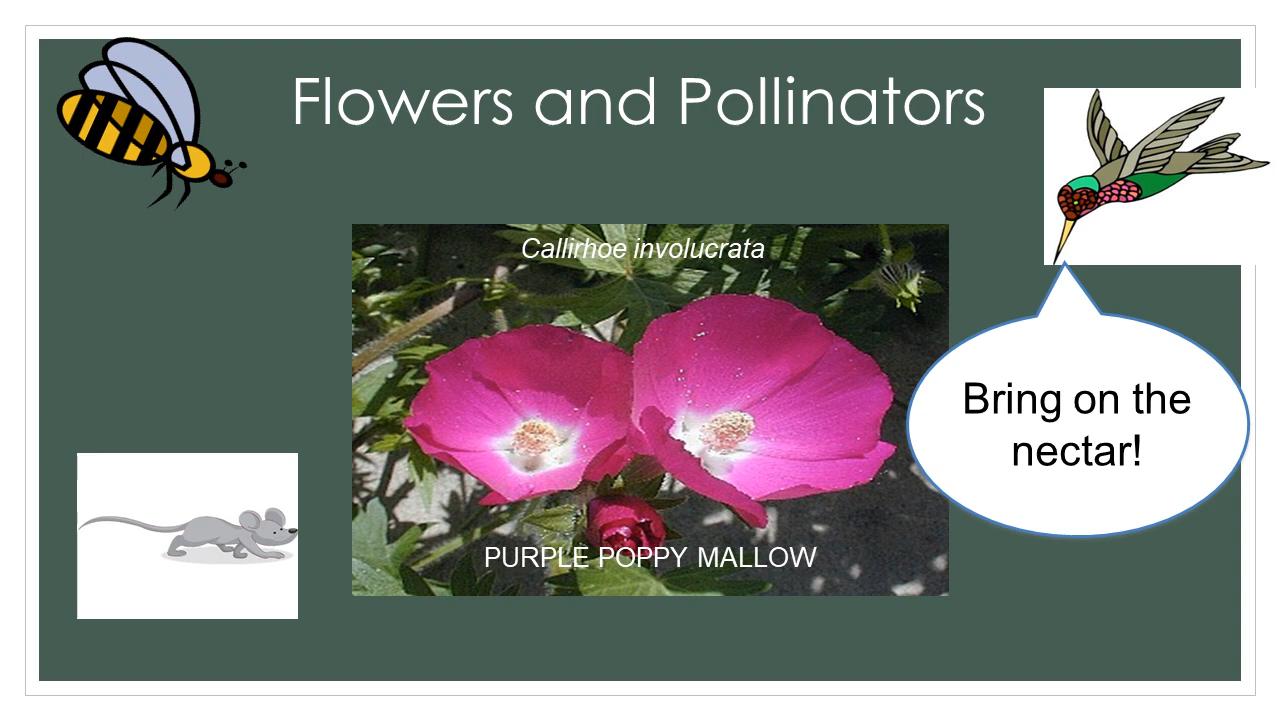 Flowers and Pollinators
Callirhoe involucrata
Bring on the
nectar!
PURPLE POPPY MALLOW